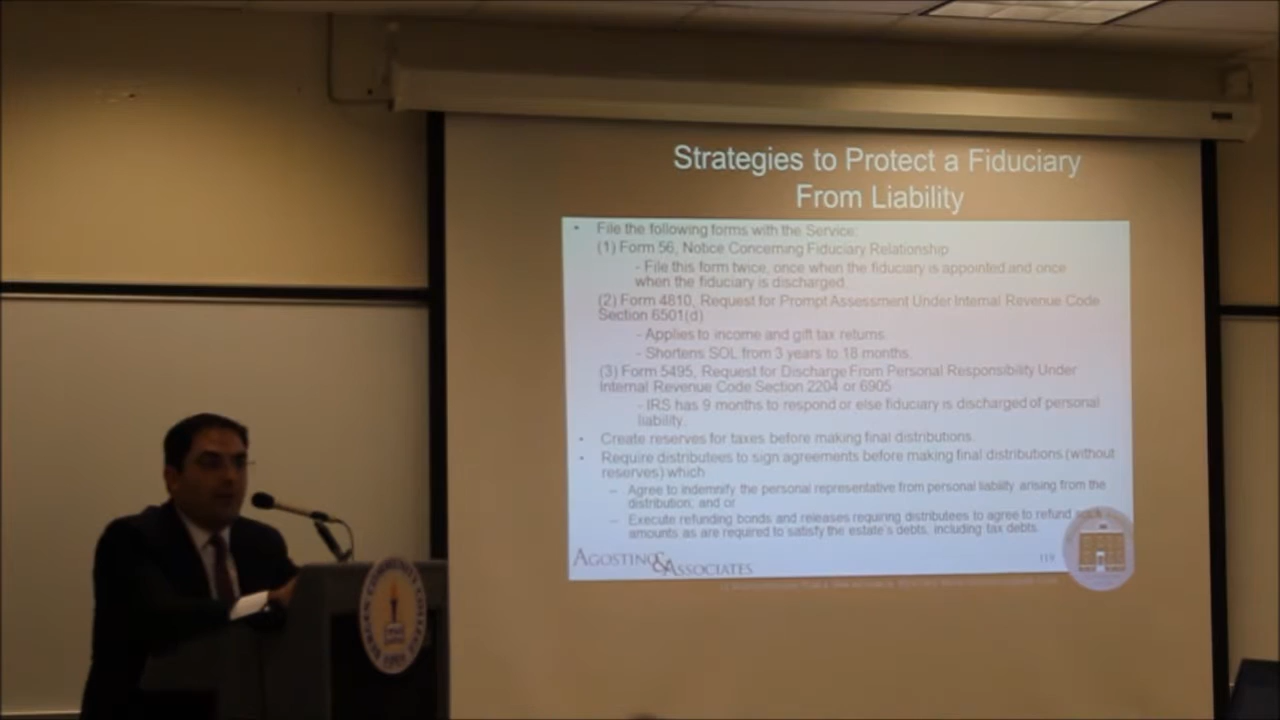 Strategies to Protect a Fiduciary
From Liability
• File the following forms with the Service:
(1) Form 56, Notice Concerning Fiduciary Relationship
- File this form twice, once when the fiduciary is appointed and once
when the fiduciary is discharged.
(2) Form 4810, Request for Prompt Assessment Under Internal Revenue Code
Section 6501(d)
- Applies to income and gift tax returns.
- Shortens SOL from 3 years to 18 months.
(3) Form 5495, Request for Discharge From Personal Responsibility Under
Internal Revenue Code Section 2204 or 6905
- IRS has 9 months to respond or else fiduciary is discharged of personal
liability.
• Create reserves for taxes before making final distributions.
• Require distributees to sign agreements before making final distributions (without
reserves) which
– Agree to indemnify the personal representative from personal liability arising from the
distribution; and or
– Execute refunding bonds and releases requiring distributees to agree to refund such
amounts as are required to satisfy the estate's debts, including tax debts.
AGOSTINO & ASSOCIATES
119
BERGEN COMMUNITY COLLEGE